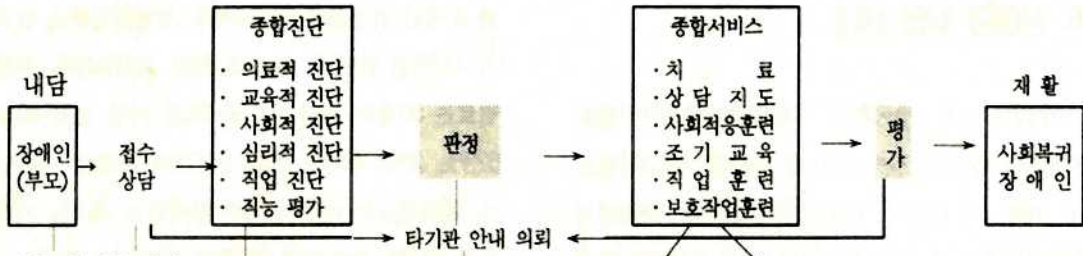 내담
장애인
(부모)
접수
상담
종합진단
· 의료적 진단
· 교육적 진단
· 사회적 진단
· 심리적 진단
· 직업 진단
· 직능 평가
판정
종합서비스
· 치 료
· 상 담 지 도
· 사회적응훈련
· 조 기 교 육
· 직 업 훈 련
· 보호작업훈련
평
가
재 활
사회복귀
장 애 인
타기관 안내 의뢰